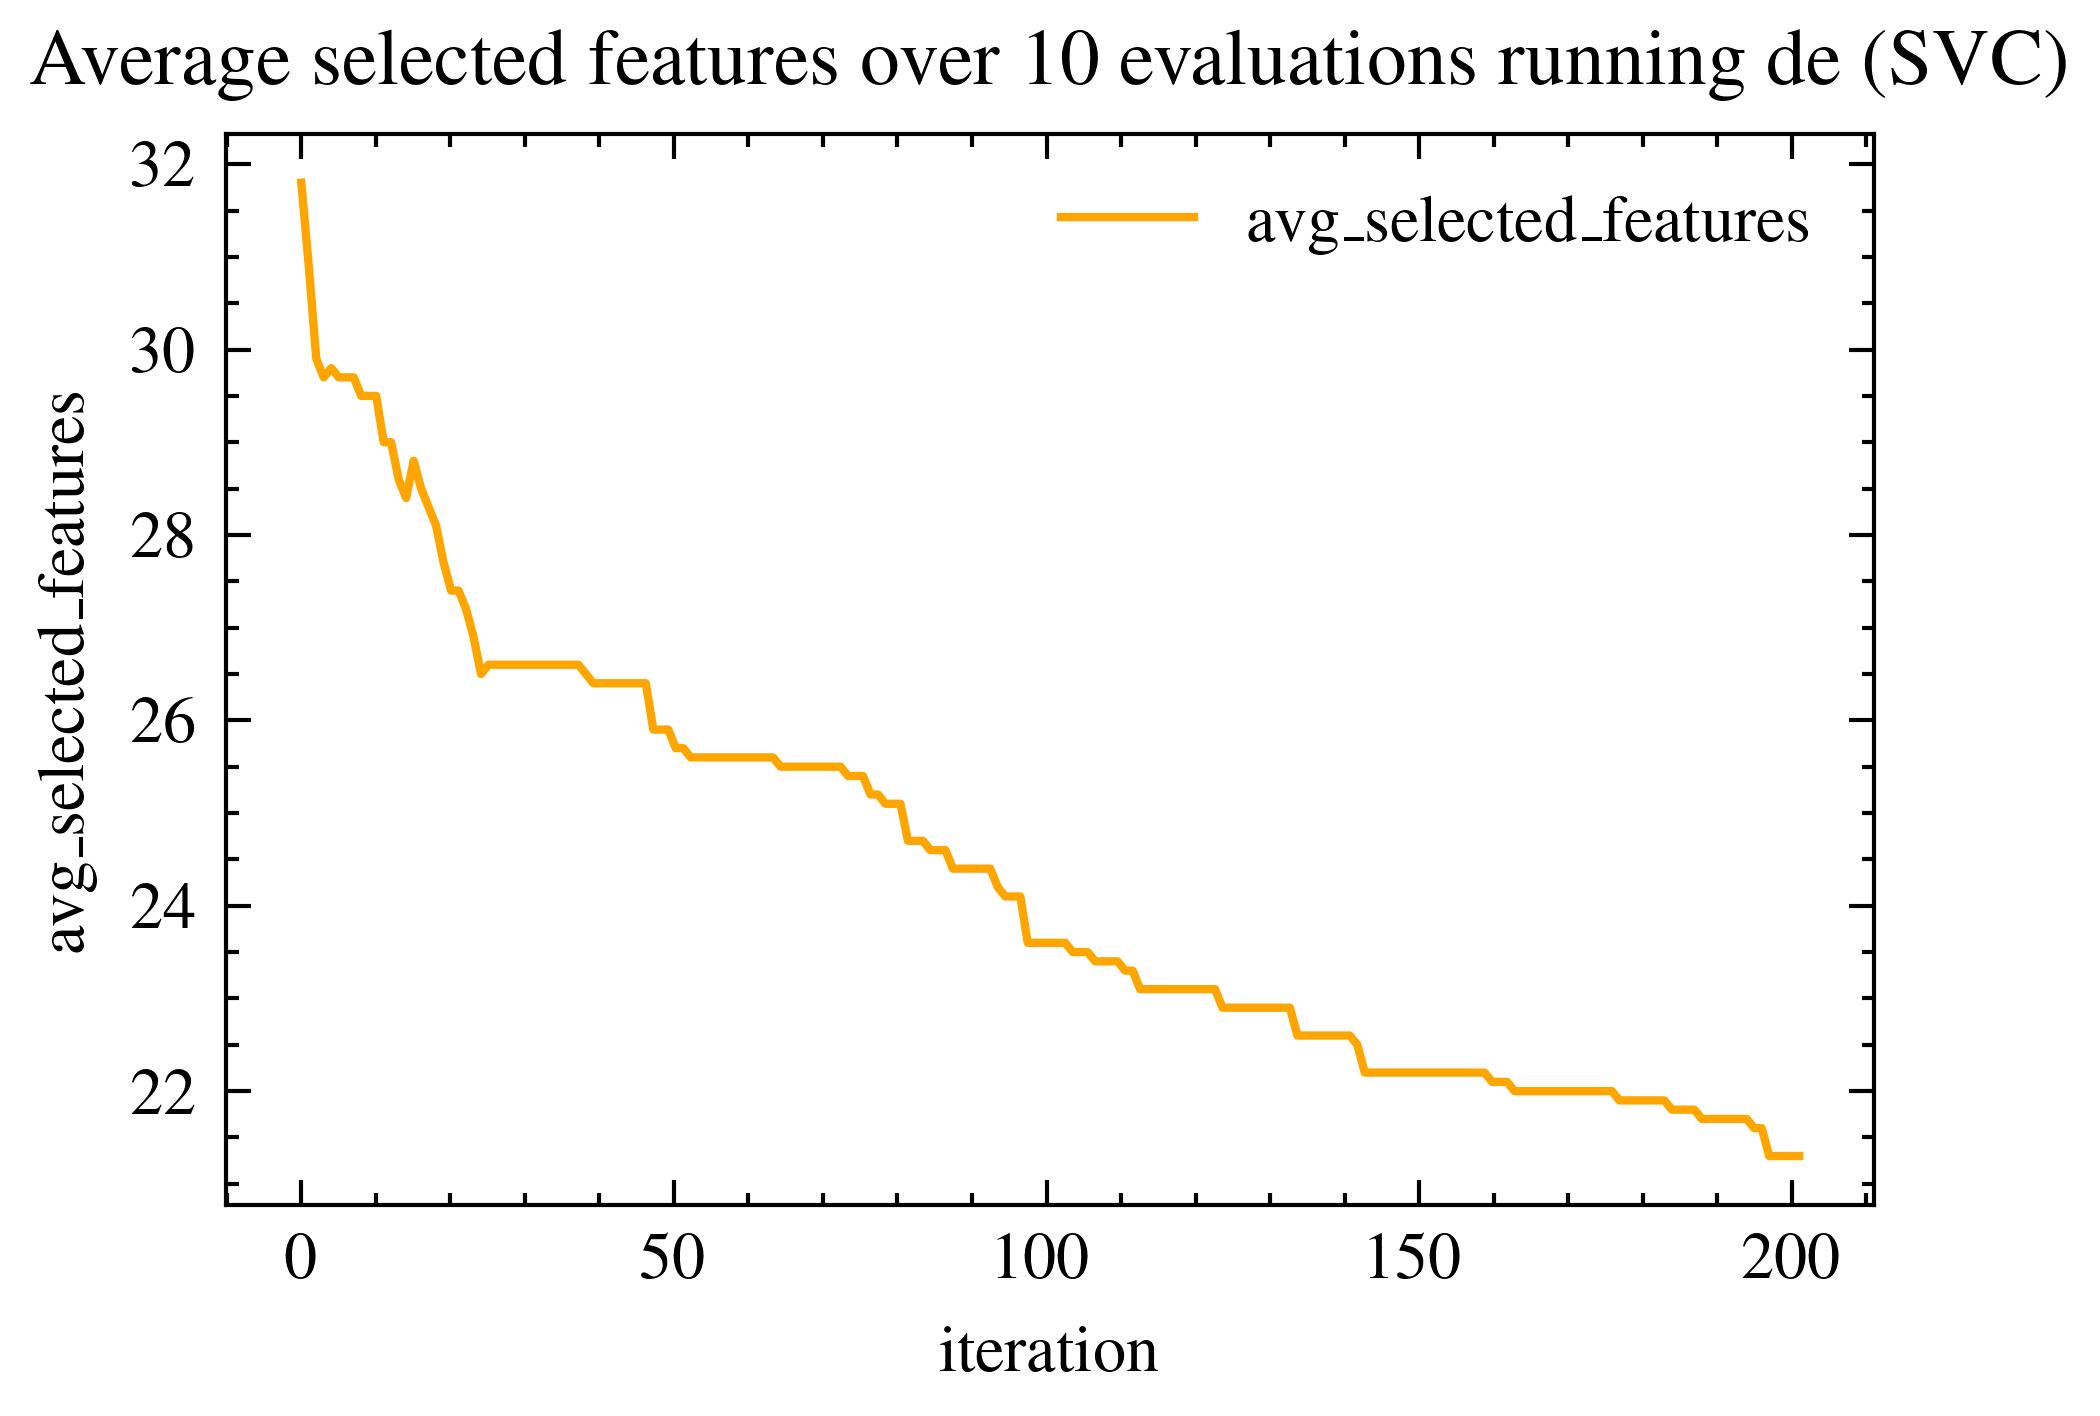 Average selected features over 10 evaluations running de (SVC)
avg_selected_features
32
30
28
26
24
22
avg_selected_features
0 50 100 150 200
iteration